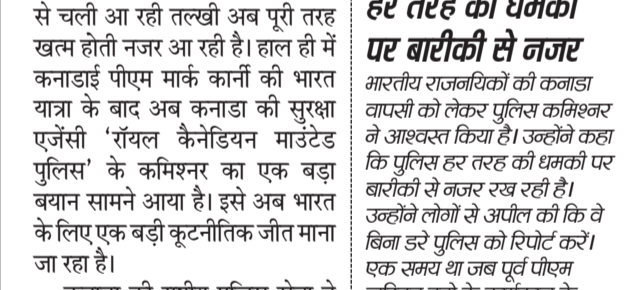 से चली आ रही तल्खी अब पूरी तरह
खत्म होती नजर आ रही है। हाल ही में
कनाडाई पीएम मार्क कार्नी की भारत
यात्रा के बाद अब कनाडा की सुरक्षा
एजेंसी ‘रॉयल कैनेडियन माउंटेड
पुलिस’ के कमिश्नर का एक बड़ा
बयान सामने आया है। इसे अब भारत
के लिए एक बड़ी कूटनीतिक जीत माना
जा रहा है।
हर तरह की धमकी
पर बारीकी से नजर
भारतीय राजनयिकों की कनाडा
वापसी को लेकर पुलिस कमिश्नर
ने आश्वस्त किया है। उन्होंने कहा
कि पुलिस हर तरह की धमकी पर
बारीकी से नजर रख रही है।
उन्होंने लोगों से अपील की कि वे
बिना डरे पुलिस को रिपोर्ट करें।
एक समय था जब पूर्व पीएम